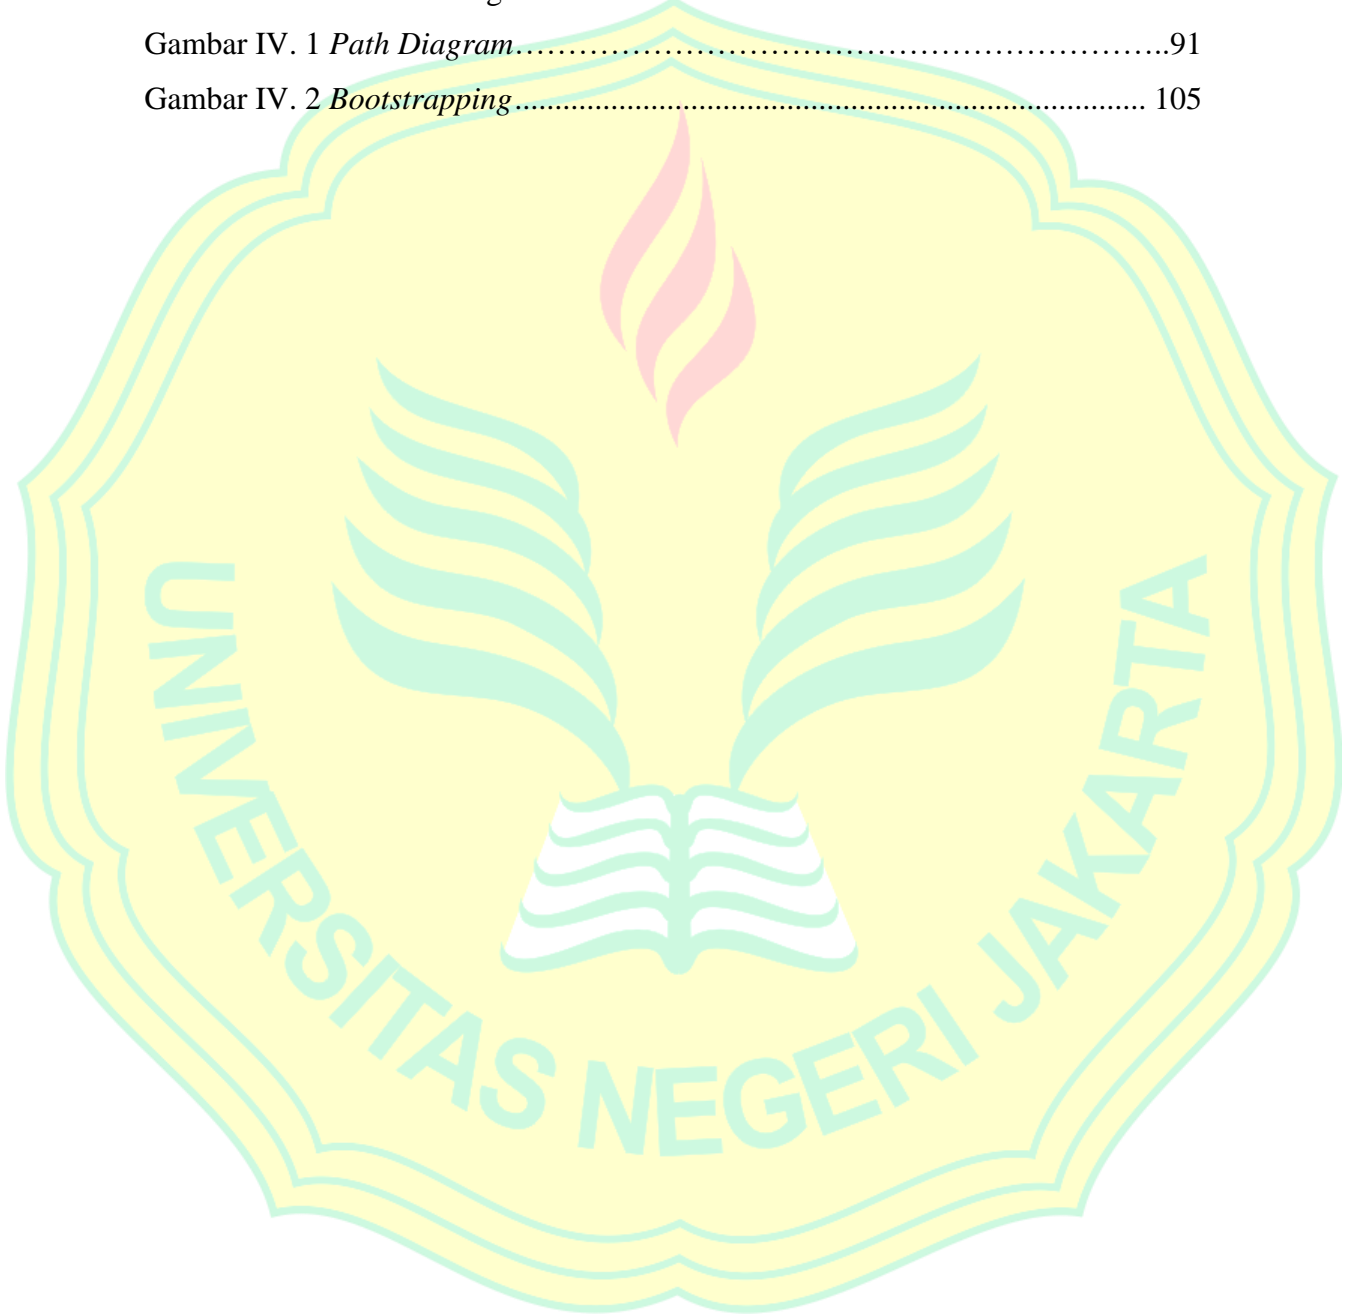 Gambar IV. 1 Path Diagram……………………………………………………………..91
Gambar IV. 2 Bootstrapping.................................................................................. 105
UNIVERSITAS NEGERI JAKARTA